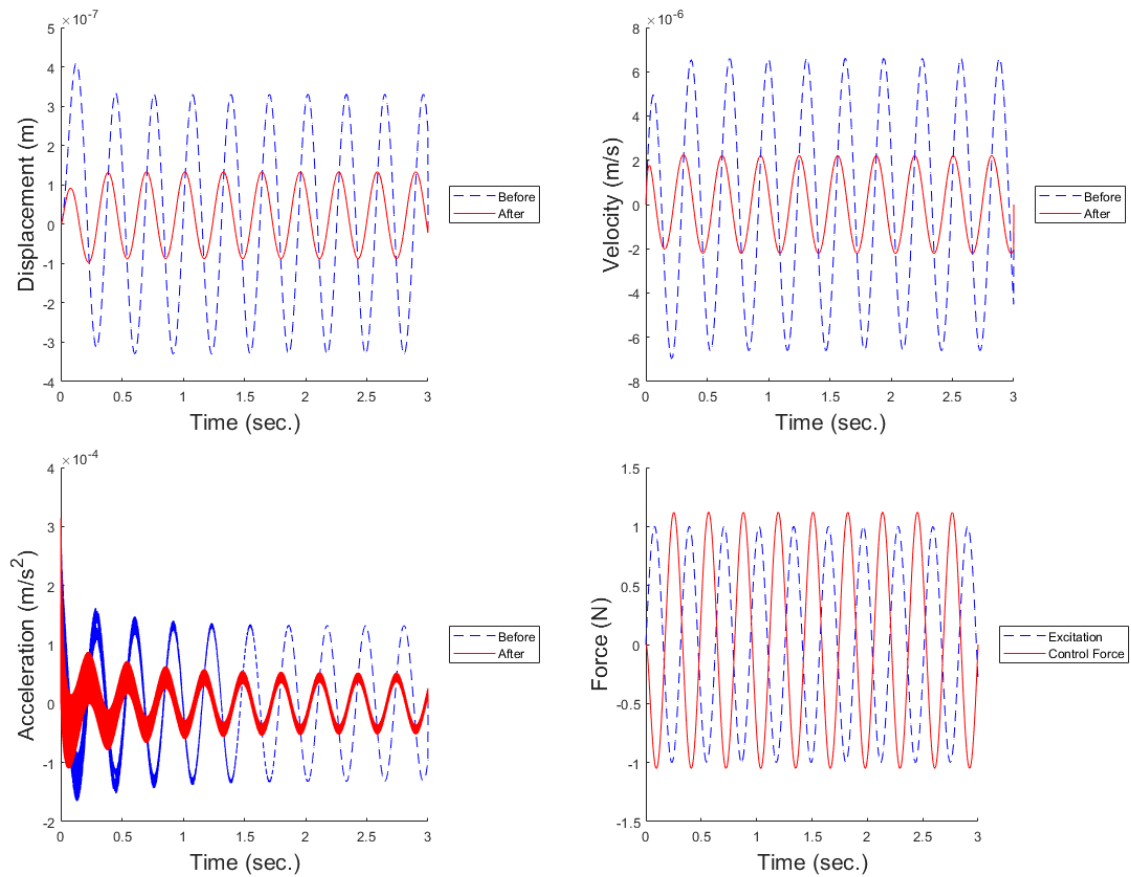 ×10-7
5
4
3
2
1
0
-1
-2
-3
-4
Displacement (m)
0 0.5 1 1.5 2 2.5 3
Time (sec.)
Before
After
×10-6
8
6
4
2
0
-2
-4
-6
-8
Velocity (m/s)
0 0.5 1 1.5 2 2.5 3
Time (sec.)
Before
After
×10-4
4
3
2
1
0
-1
-2
Acceleration (m/s2)
0 0.5 1 1.5 2 2.5 3
Time (sec.)
Before
After
1.5
1
0.5
0
-0.5
-1
-1.5
Force (N)
0 0.5 1 1.5 2 2.5 3
Time (sec.)
Excitation
Control Force